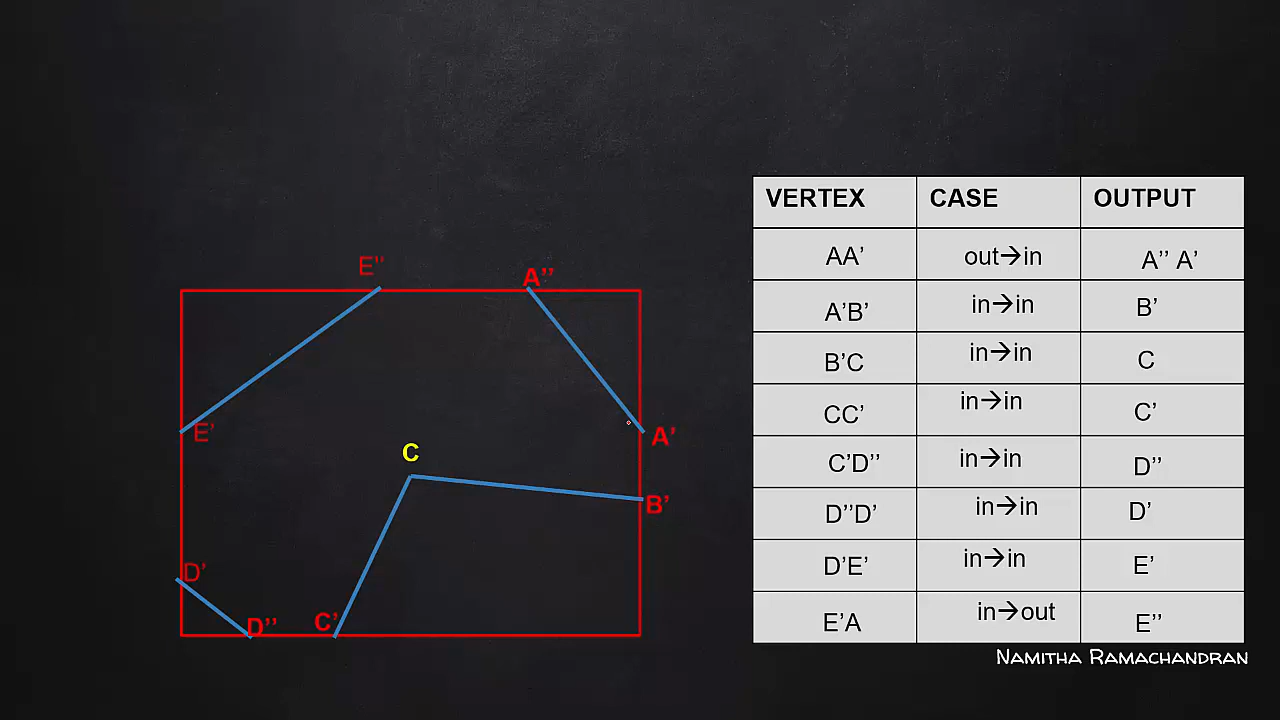 E''
A''
E'
A'
C
B'
D'
D''
C'
VERTEX CASE OUTPUT
AA' out→in A'' A'
A'B' in→in B'
B'C in→in C
CC' in→in C'
C'D'' in→in D''
D''D' in→in D'
D'E' in→in E'
E'A in→out E''
Namitha Ramachandran